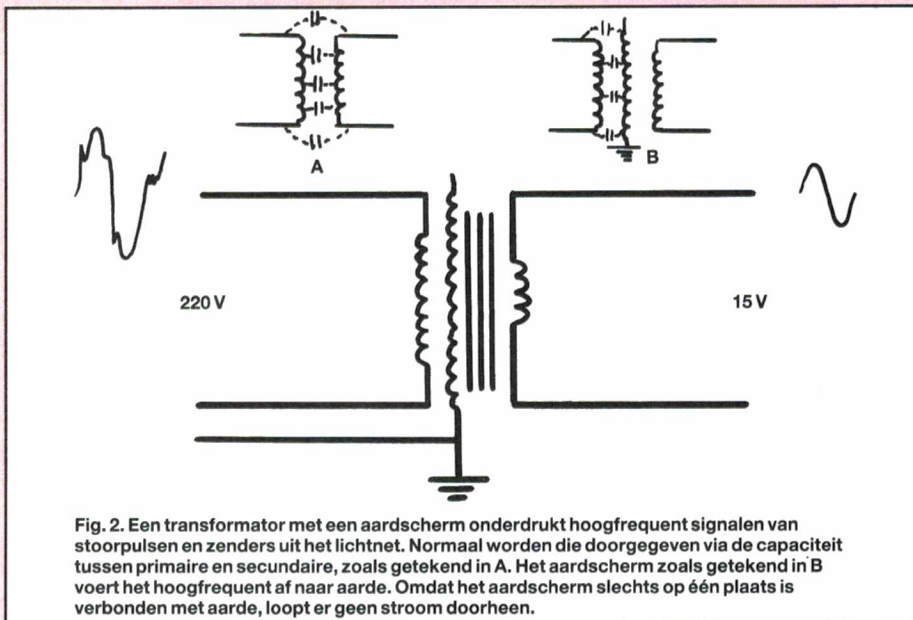 A
B
220 V
15 V
Fig. 2. Een transformator met een aardscherm onderdrukt hoogfrequent signalen van
stoorpulsen en zenders uit het lichtnet. Normaal worden die doorgegeven via de capaciteit
tussen primaire en secundaire, zoals getekend in A. Het aardscherm zoals getekend in B
voert het hoogfrequent af naar aarde. Omdat het aardscherm slechts op één plaats is
verbonden met aarde, loopt er geen stroom doorheen.